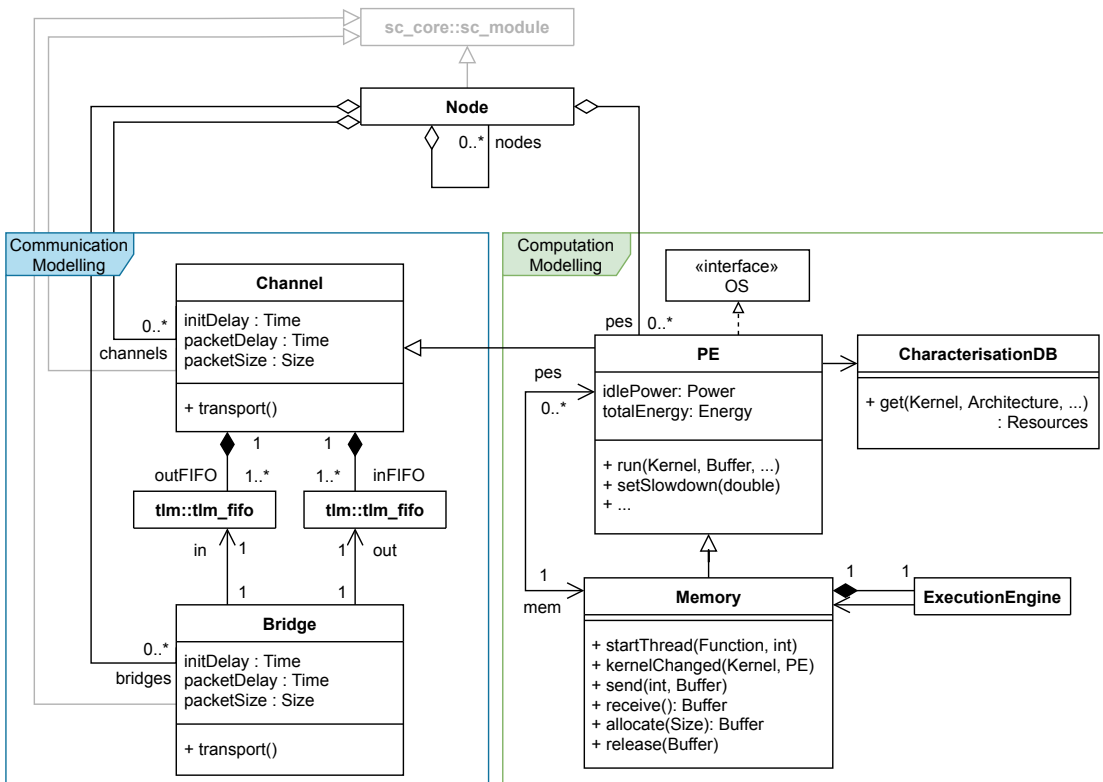 sc_core::sc_module
Node
0..*
nodes
Communication
Modelling
Computation
Modelling
Channel
initDelay : Time
packetDelay : Time
packetSize : Size
+ transport()
0..*
channels
«interface»
OS
pes
0..*
PE
idlePower: Power
totalEnergy: Energy
+ run(Kernel, Buffer, ...)
+ setSlowdown(double)
+ ...
CharacterisationDB
+ get(Kernel, Architecture, ...)
: Resources
pes
0..*
1
1
outFIFO
1..*
1..*
inFIFO
tlm::tlm_fifo
tlm::tlm_fifo
in
1
1
out
1
1
Bridge
initDelay : Time
packetDelay : Time
packetSize : Size
+ transport()
0..*
bridges
1
mem
Memory
+ startThread(Function, int)
+ kernelChanged(Kernel, PE)
+ send(int, Buffer)
+ receive(): Buffer
+ allocate(Size): Buffer
+ release(Buffer)
1
1
ExecutionEngine